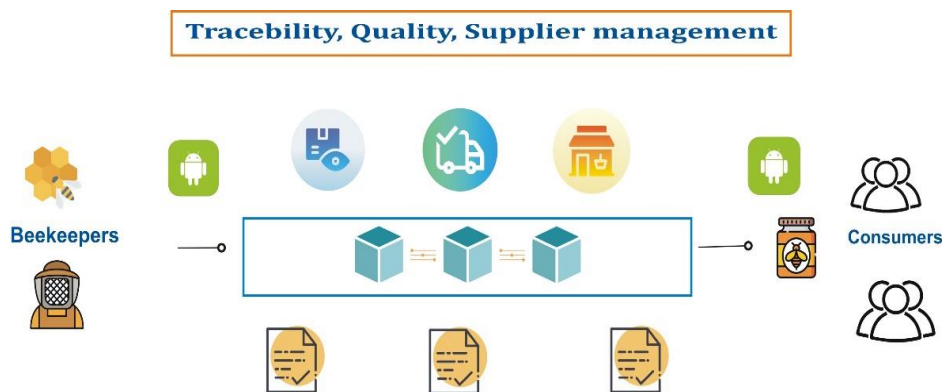 Tracebility, Quality, Supplier management
Beekeepers
Consumers